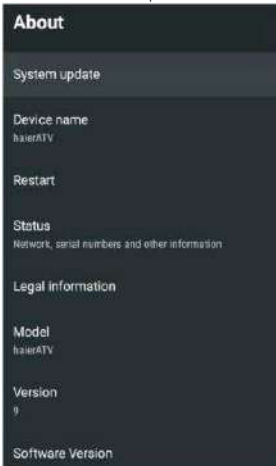 About
System update
Device name
haierATV
Restart
Status
Network, serial numbers and other information
Legal information
Model
haierATV
Version
9
Software Version